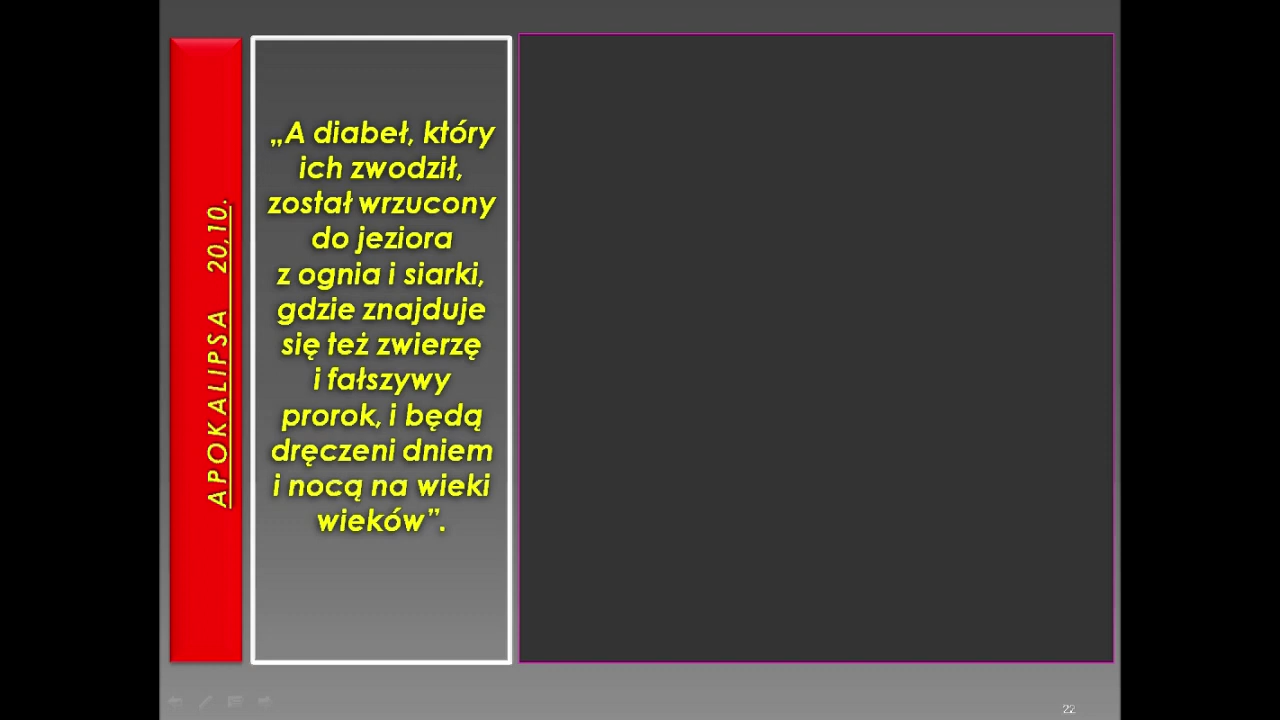 APOKALIPSA 20,10.
„A diabeł, który
ich zwodził,
został wrzucony
do jeziora
z ognia i siarki,
gdzie znajduje
się też zwierzę
i fałszywy
prorok, i będą
dręczeni dniem
i nocą na wieki
wieków”.
22